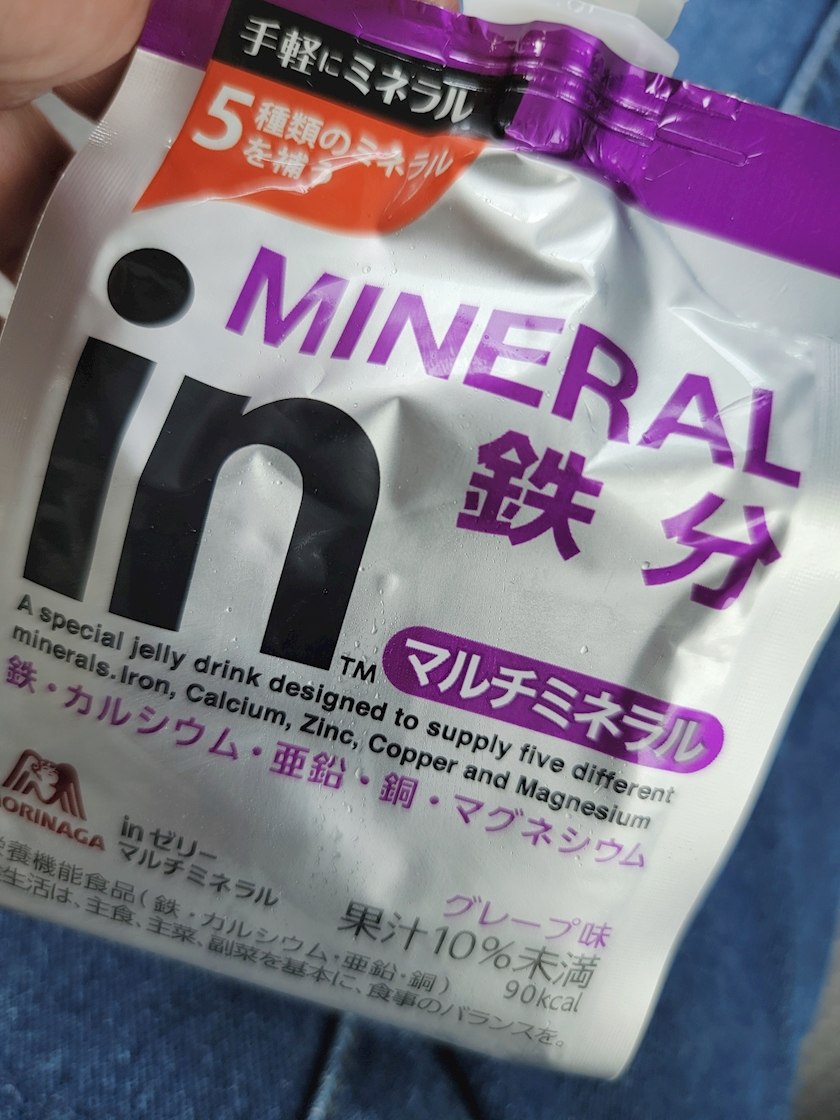 手軽にミネラル
5種類のミネラル
を補う
MINERAL
in
鉄分
TM
マルチミネラル
A special jelly drink designed to supply five different
minerals.Iron, Calcium, Zinc, Copper and Magnesium
鉄・カルシウム・亜鉛・銅・マグネシウム
MORINAGA
inゼリー
マルチミネラル
グレープ味
果汁10%未満
90kcal
養機能食品(鉄・カルシウム・亜鉛・銅)
生活は、主食、主菜、副菜を基本に、食事のバランスを。